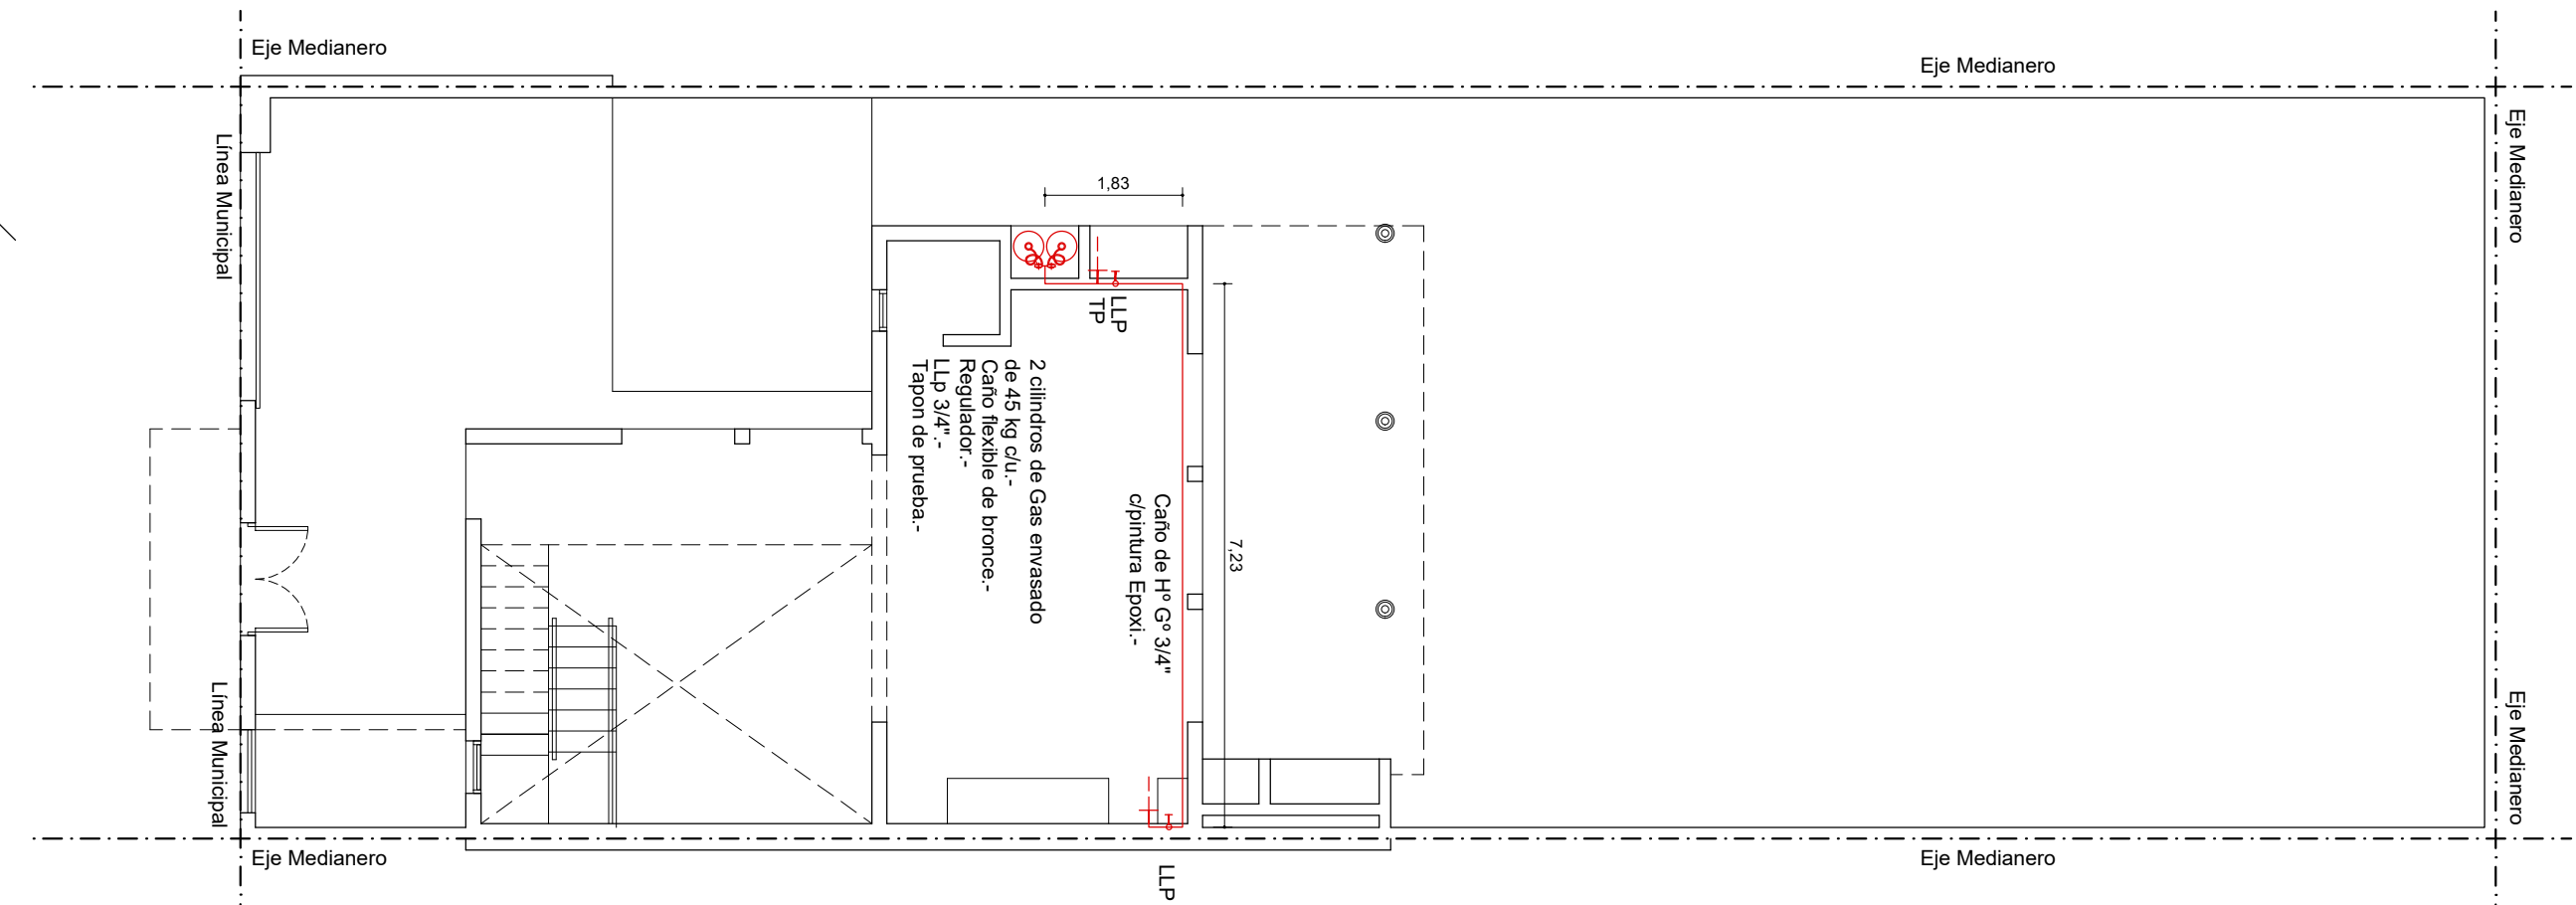 Eje Medianero
Eje Medianero
Línea Municipal
Eje Medianero
1,83
LLP
TP
2 cilindros de Gas envasado
de 45 kg c/u.-
Caño flexible de bronce.-
Regulador.-
LLp 3/4".-
Tapon de prueba.-
Caño de Hº Gº 3/4"
c/pintura Epoxi.-
7,23
Línea Municipal
Eje Medianero
Eje Medianero
LLP
Eje Medianero